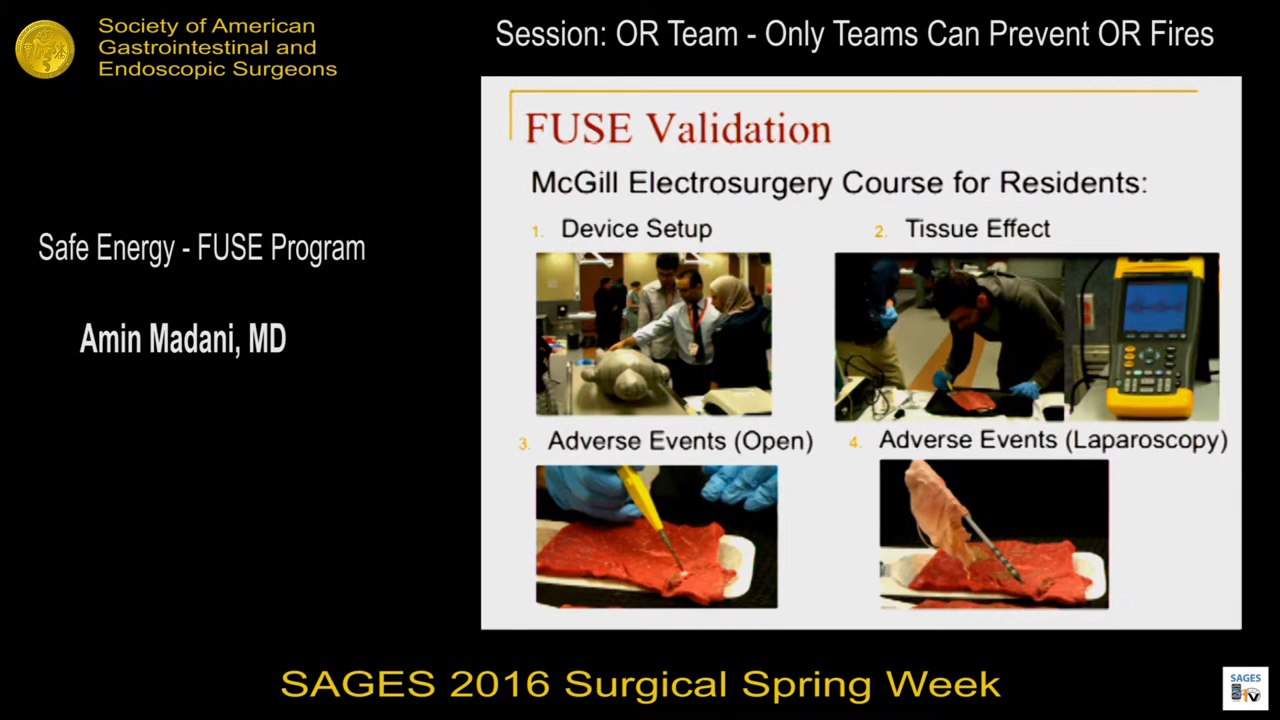 Society of American
Gastrointestinal and
Endoscopic Surgeons
Session: OR Team - Only Teams Can Prevent OR Fires
Safe Energy - FUSE Program
Amin Madani, MD
FUSE Validation
McGill Electrosurgery Course for Residents:
1. Device Setup
2. Tissue Effect
3. Adverse Events (Open)
4. Adverse Events (Laparoscopy)
SAGES 2016 Surgical Spring Week
SAGES
TV